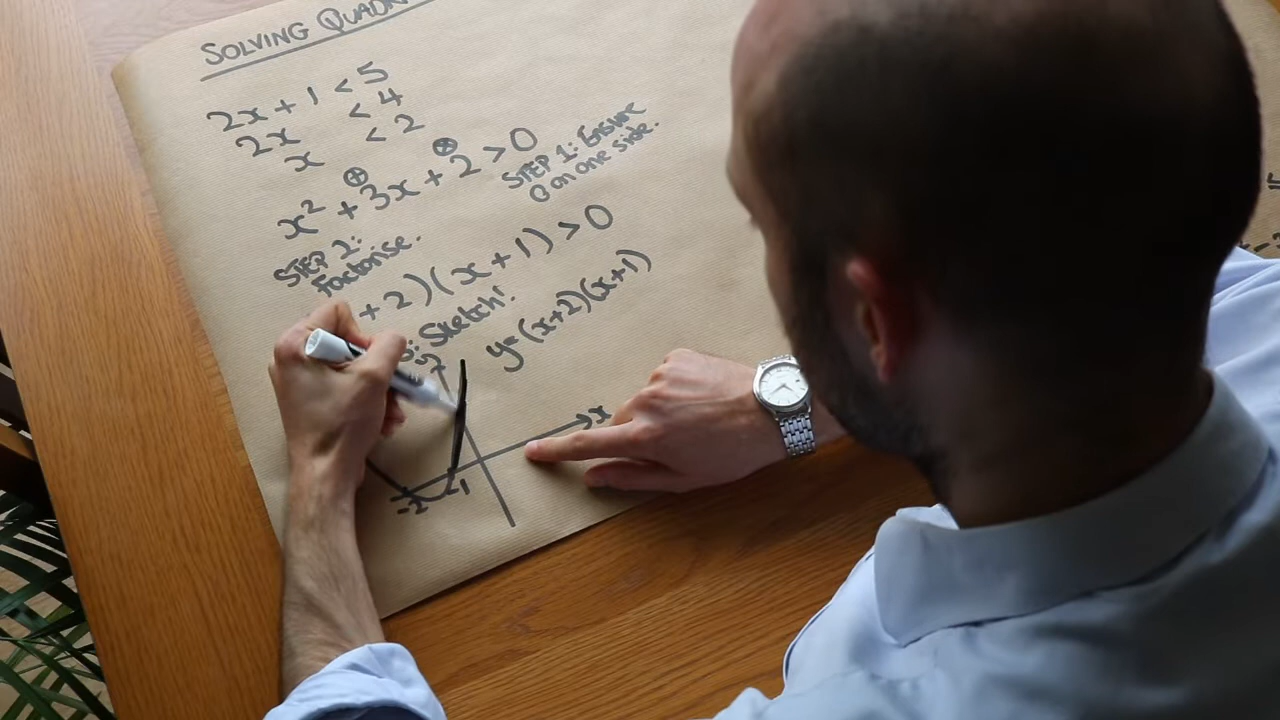 SOLVING
2x + 1 < 5
2x < 4
x < 2
x² + 3x + 2 > 0
STEP 1: Ensure
0 on one side.
STEP 2:
Factorise.
+ 2)(x + 1) > 0
: Sketch!
y=(x+2)(x+1)
y
x
-2 -1